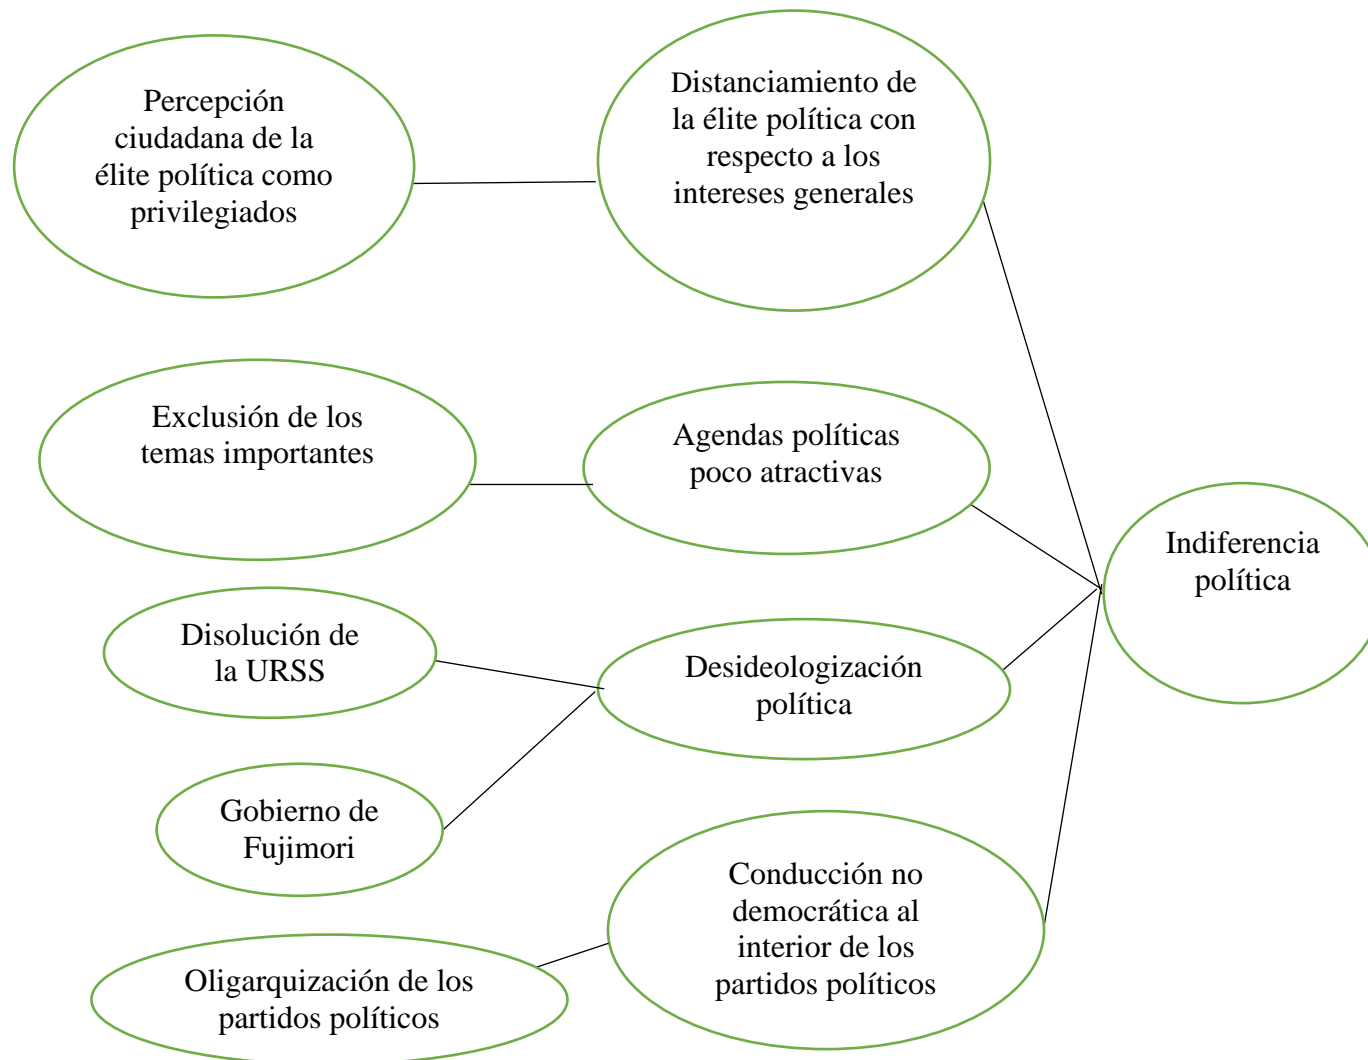 Percepción
ciudadana de la
élite política como
privilegiados
Distanciamiento de
la élite política con
respecto a los
intereses generales
Exclusión de los
temas importantes
Agendas políticas
poco atractivas
Indiferencia
política
Disolución de
la URSS
Desideologización
política
Gobierno de
Fujimori
Conducción no
democrática al
interior de los
partidos políticos
Oligarquización de los
partidos políticos